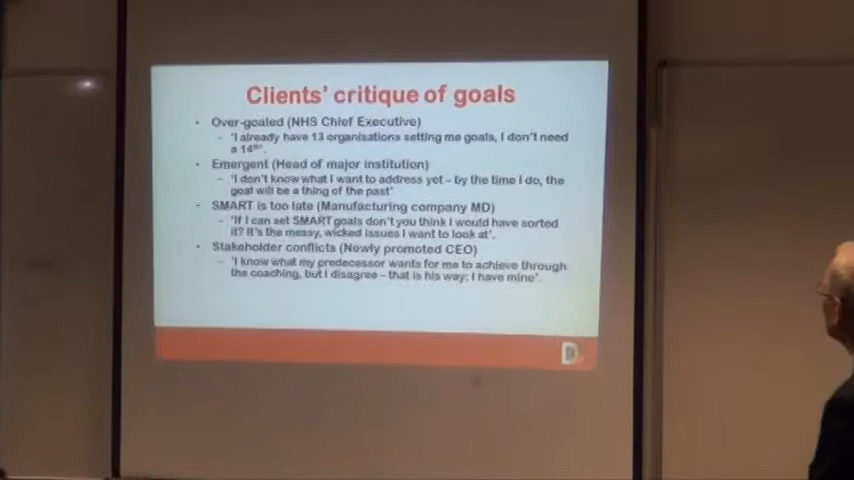 Clients' critique of goals
• Over-goaled (NHS Chief Executive)
– 'I already have 13 organisations setting me goals, I don't need
a 14th'.
• Emergent (Head of major institution)
– 'I don't know what I want to address yet – by the time I do, the
goal will be a thing of the past'
• SMART is too late (Manufacturing company MD)
– 'If I can set SMART goals don't you think I would have sorted
it? It's the messy, wicked issues I want to look at'.
• Stakeholder conflicts (Newly promoted CEO)
– 'I know what my predecessor wants for me to achieve through
the coaching, but I disagree – that is his way; I have mine'.
D